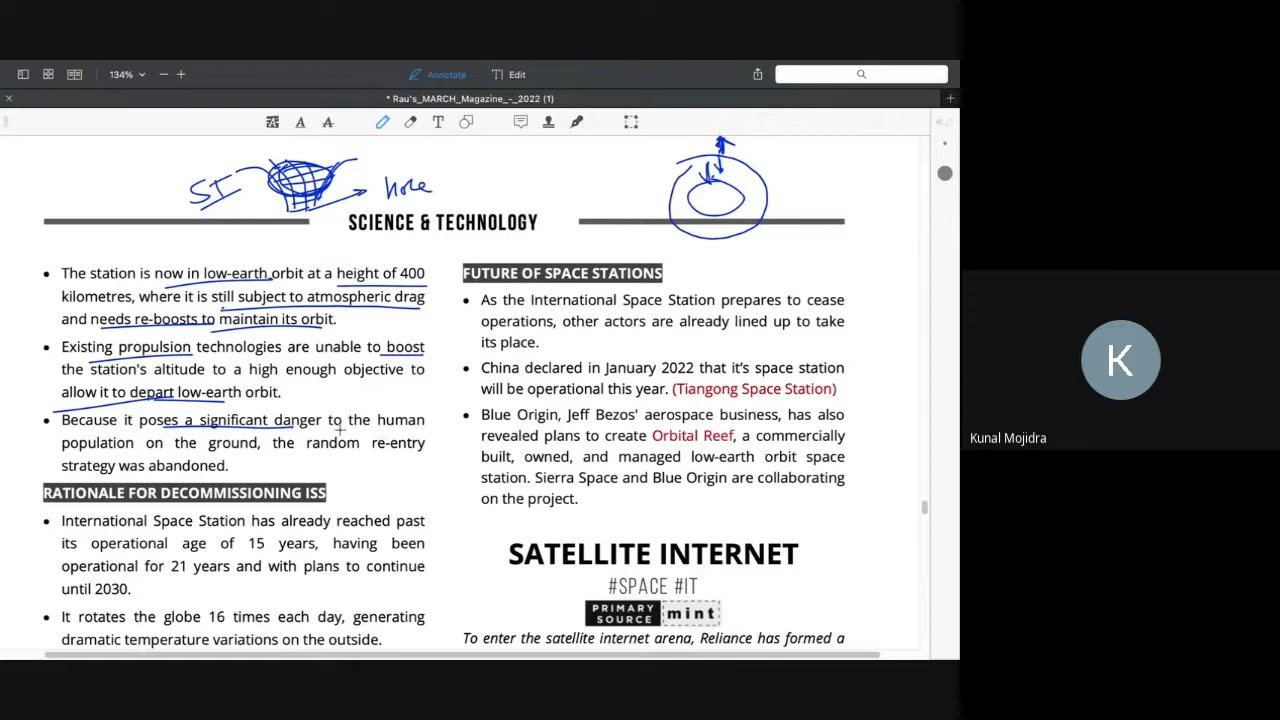 134%
Annotate
Edit
* Rau's_MARCH_Magazine_-_2022 (1)
SI
Hole
SCIENCE & TECHNOLOGY
• The station is now in low-earth orbit at a height of 400
kilometres, where it is still subject to atmospheric drag
and needs re-boosts to maintain its orbit.
• Existing propulsion technologies are unable to boost
the station's altitude to a high enough objective to
allow it to depart low-earth orbit.
• Because it poses a significant danger to the human
population on the ground, the random re-entry
strategy was abandoned.
RATIONALE FOR DECOMMISSIONING ISS
• International Space Station has already reached past
its operational age of 15 years, having been
operational for 21 years and with plans to continue
until 2030.
• It rotates the globe 16 times each day, generating
dramatic temperature variations on the outside.
FUTURE OF SPACE STATIONS
• As the International Space Station prepares to cease
operations, other actors are already lined up to take
its place.
• China declared in January 2022 that it's space station
will be operational this year. (Tiangong Space Station)
• Blue Origin, Jeff Bezos' aerospace business, has also
revealed plans to create Orbital Reef, a commercially
built, owned, and managed low-earth orbit space
station. Sierra Space and Blue Origin are collaborating
on the project.
SATELLITE INTERNET
#SPACE #IT
PRIMARY
SOURCE
mint
To enter the satellite internet arena, Reliance has formed a
K
Kunal Mojidra